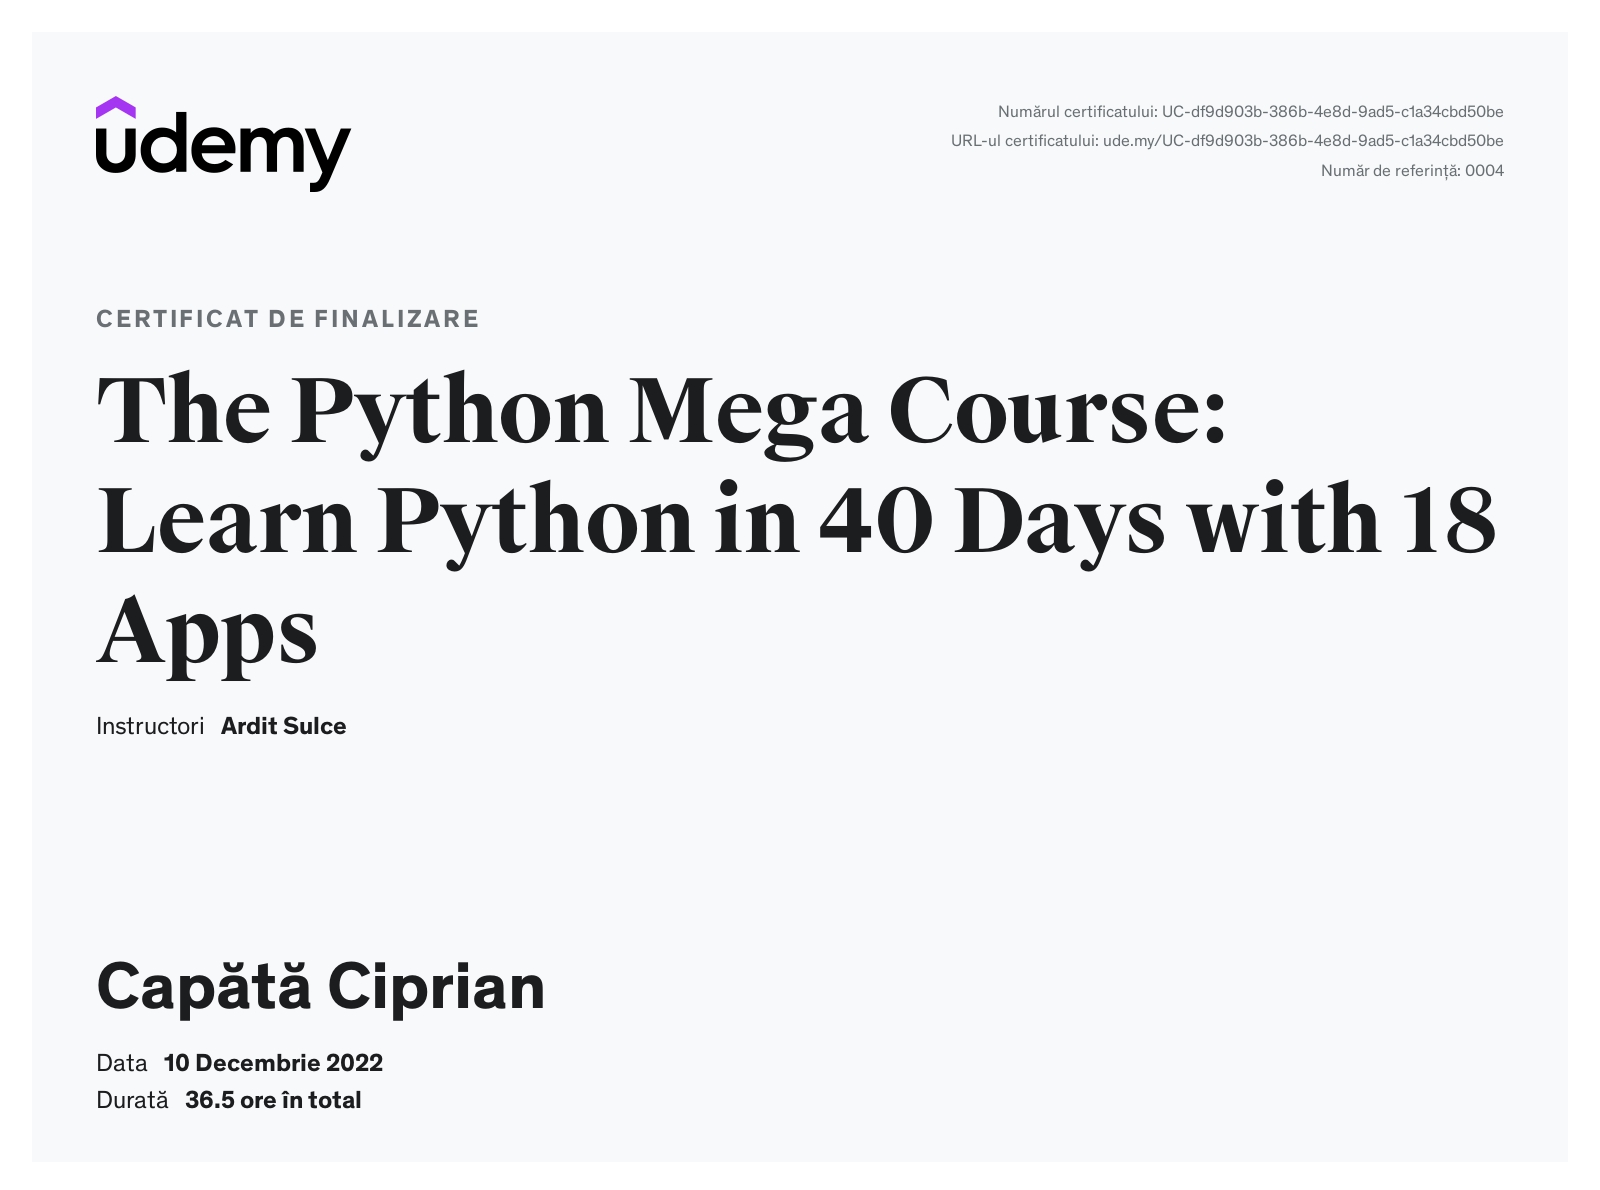 udemy
Numărul certificatului: UC-df9d903b-386b-4e8d-9ad5-c1a34cbd50be
URL-ul certificatului: ude.my/UC-df9d903b-386b-4e8d-9ad5-c1a34cbd50be
Număr de referință: 0004
CERTIFICAT DE FINALIZARE
The Python Mega Course:
Learn Python in 40 Days with 18
Apps
Instructori Ardit Sulce
Capătă Ciprian
Data 10 Decembrie 2022
Durată 36.5 ore în total